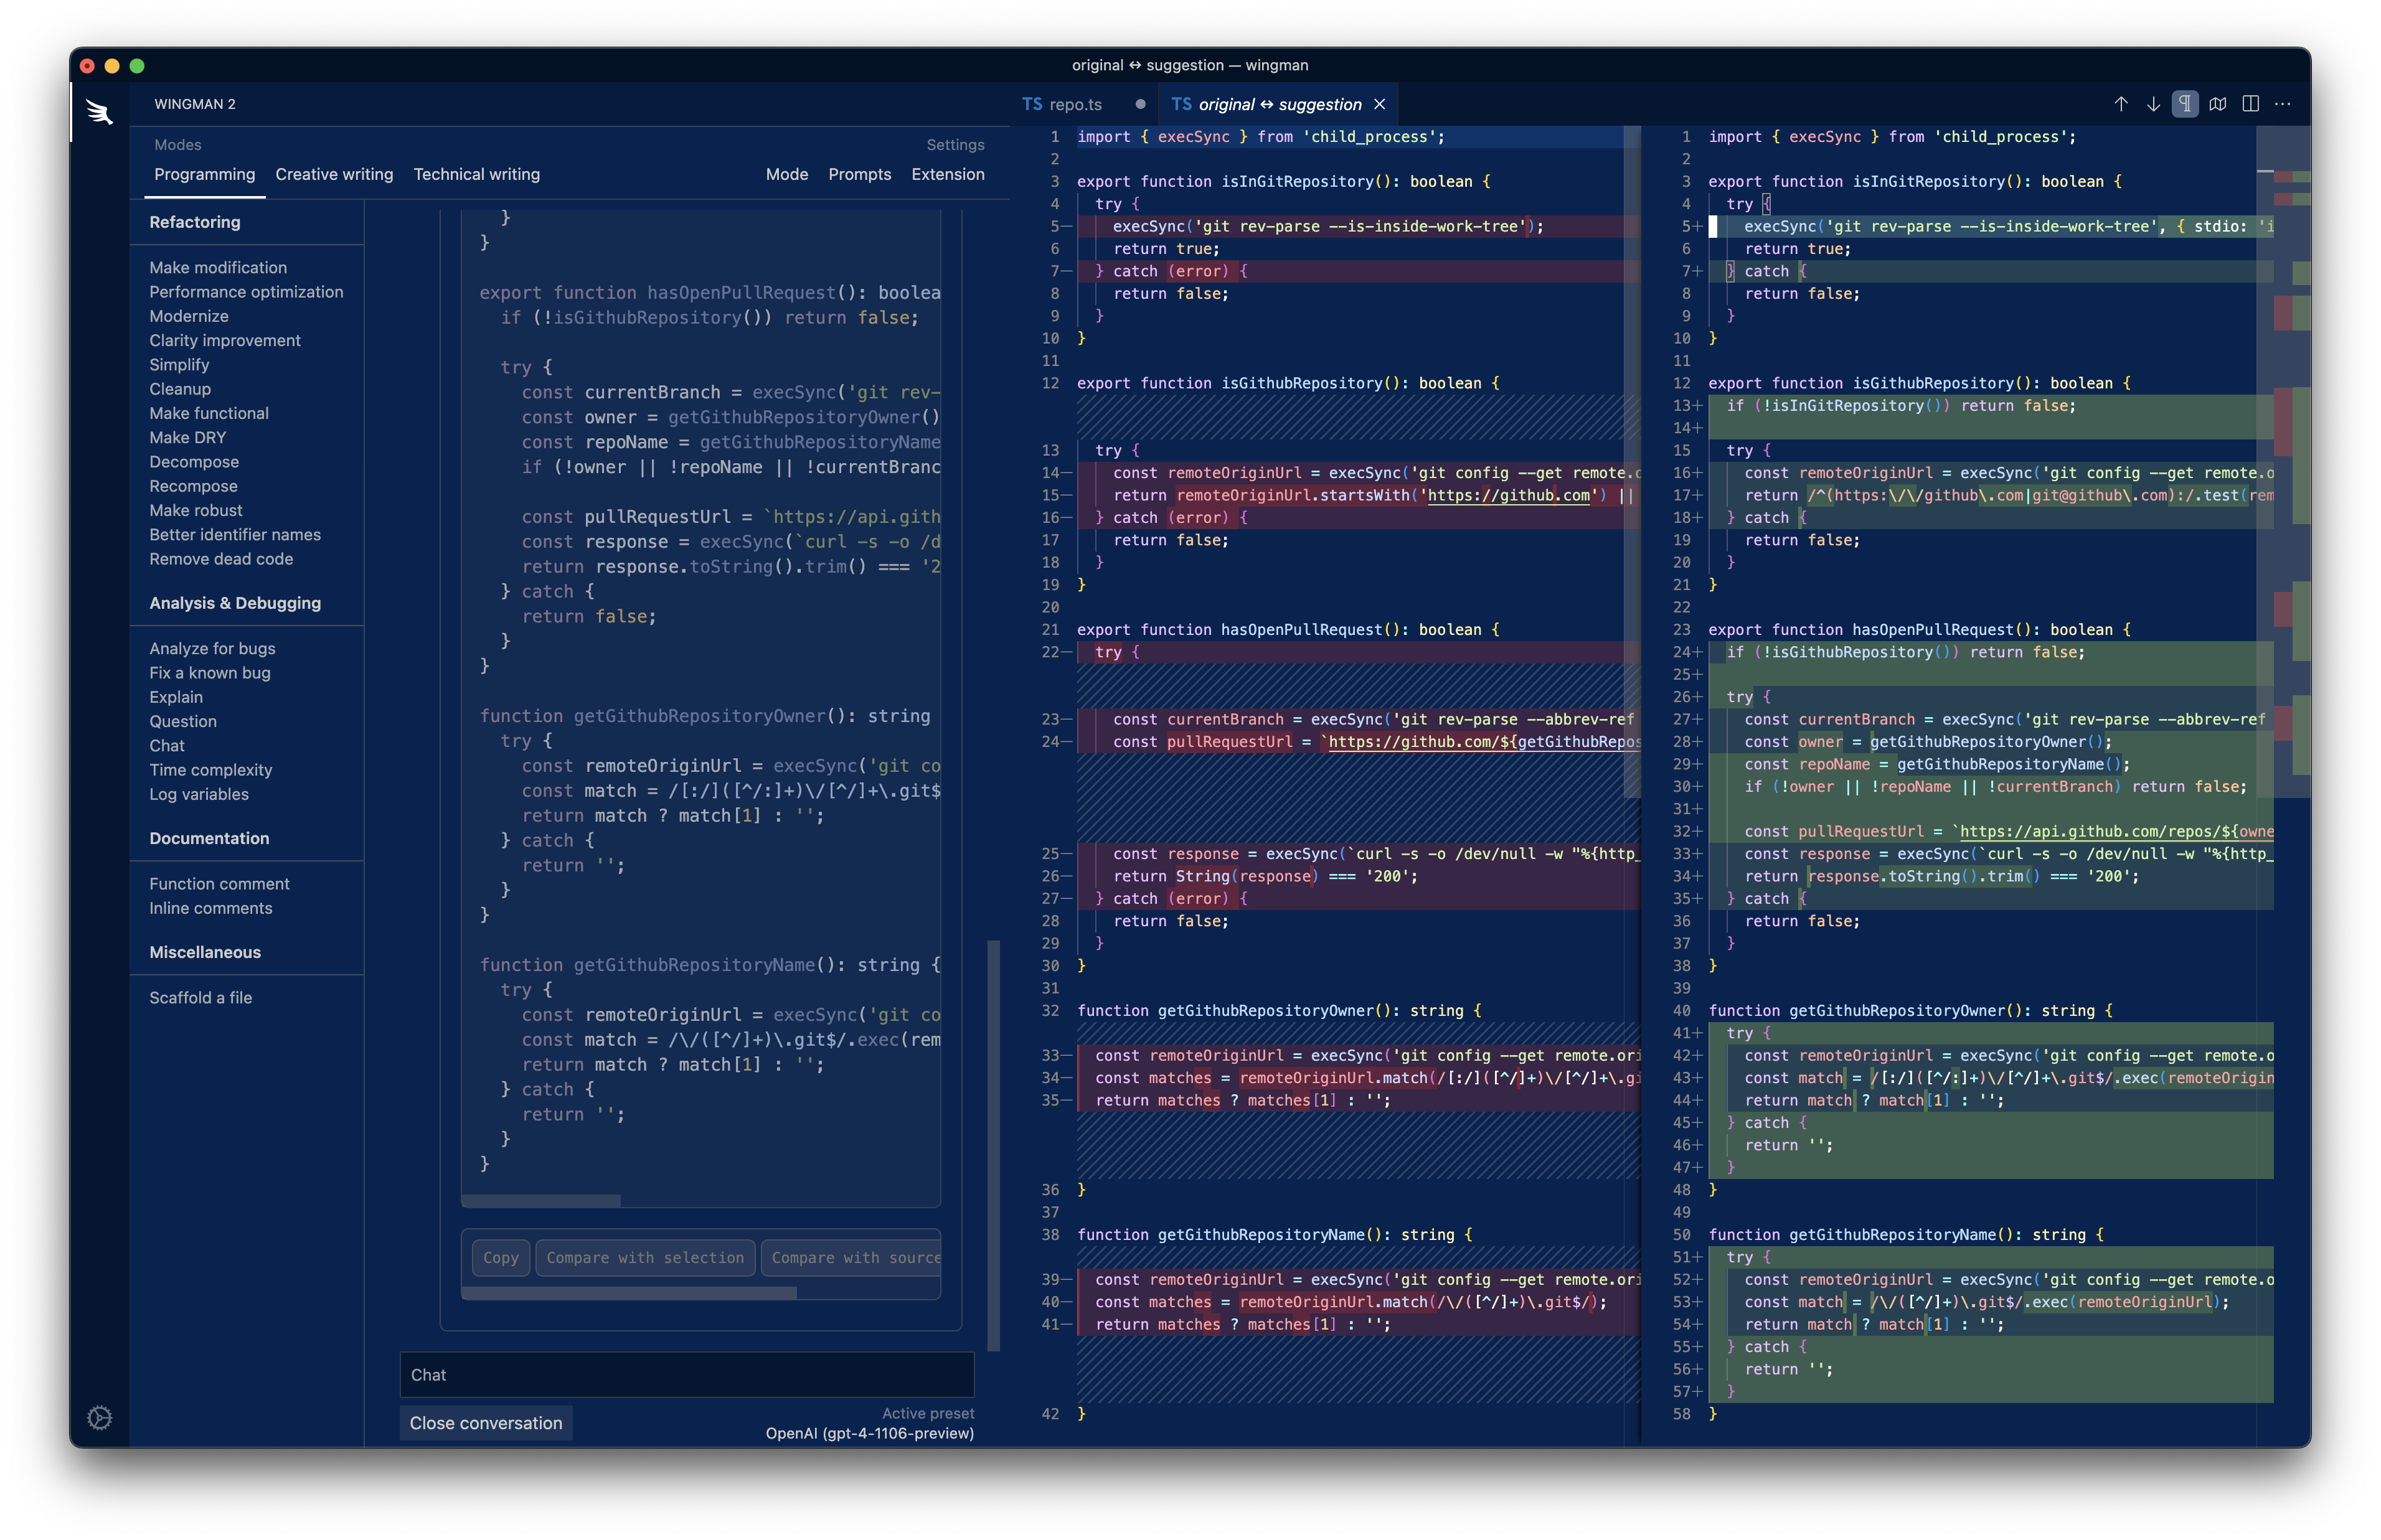 original ↔ suggestion — wingman
WINGMAN 2
Modes
Settings
Programming Creative writing Technical writing
Mode Prompts Extension
Refactoring
Make modification
Performance optimization
Modernize
Clarity improvement
Simplify
Cleanup
Make functional
Make DRY
Decompose
Recompose
Make robust
Better identifier names
Remove dead code
Analysis & Debugging
Analyze for bugs
Fix a known bug
Explain
Question
Chat
Time complexity
Log variables
Documentation
Function comment
Inline comments
Miscellaneous
Scaffold a file
}
}
export function hasOpenPullRequest(): boolea
if (!isGithubRepository()) return false;
try {
const currentBranch = execSync('git rev-
const owner = getGithubRepositoryOwner()
const repoName = getGithubRepositoryName
if (!owner || !repoName || !currentBranc
const pullRequestUrl = `https://api.gith
const response = execSync(`curl -s -o /d
return response.toString().trim() === '2
} catch {
return false;
}
}
function getGithubRepositoryOwner(): string
try {
const remoteOriginUrl = execSync('git co
const match = /[:/]([^/:]+)\/[^/]+\.git$
return match ? match[1] : '';
} catch {
return '';
}
}
function getGithubRepositoryName(): string {
try {
const remoteOriginUrl = execSync('git co
const match = /\/([^/]+)\.git$/.exec(rem
return match ? match[1] : '';
} catch {
return '';
}
}
Copy
Compare with selection
Compare with source
Chat
Close conversation
Active preset
OpenAI (gpt-4-1106-preview)
TS repo.ts
TS original ↔ suggestion
1 import { execSync } from 'child_process';
2
3 export function isInGitRepository(): boolean {
4 try {
5— execSync('git rev-parse --is-inside-work-tree');
6 return true;
7— } catch (error) {
8 return false;
9 }
10 }
11
12 export function isGithubRepository(): boolean {
13 try {
14— const remoteOriginUrl = execSync('git config --get remote.o
15— return remoteOriginUrl.startsWith('https://github.com') ||
16— } catch (error) {
17 return false;
18 }
19 }
20
21 export function hasOpenPullRequest(): boolean {
22— try {
23— const currentBranch = execSync('git rev-parse --abbrev-ref
24— const pullRequestUrl = `https://github.com/${getGithubRepos
25— const response = execSync(`curl -s -o /dev/null -w "%{http_
26— return String(response) === '200';
27— } catch (error) {
28 return false;
29 }
30 }
31
32 function getGithubRepositoryOwner(): string {
33— const remoteOriginUrl = execSync('git config --get remote.ori
34— const matches = remoteOriginUrl.match(/[:/]([^/]+)\/[^/]+\.gi
35— return matches ? matches[1] : '';
36 }
37
38 function getGithubRepositoryName(): string {
39— const remoteOriginUrl = execSync('git config --get remote.ori
40— const matches = remoteOriginUrl.match(/\/([^/]+)\.git$/);
41— return matches ? matches[1] : '';
42 }
1 import { execSync } from 'child_process';
2
3 export function isInGitRepository(): boolean {
4 try {
5+ execSync('git rev-parse --is-inside-work-tree', { stdio: 'i
6 return true;
7+ } catch {
8 return false;
9 }
10 }
11
12 export function isGithubRepository(): boolean {
13+ if (!isInGitRepository()) return false;
14+
15 try {
16+ const remoteOriginUrl = execSync('git config --get remote.o
17+ return /^(https:\/\/github\.com|git@github\.com):/.test(rem
18+ } catch {
19 return false;
20 }
21 }
22
23 export function hasOpenPullRequest(): boolean {
24+ if (!isGithubRepository()) return false;
25+
26+ try {
27+ const currentBranch = execSync('git rev-parse --abbrev-ref
28+ const owner = getGithubRepositoryOwner();
29+ const repoName = getGithubRepositoryName();
30+ if (!owner || !repoName || !currentBranch) return false;
31+
32+ const pullRequestUrl = `https://api.github.com/repos/${owne
33+ const response = execSync(`curl -s -o /dev/null -w "%{http_
34+ return response.toString().trim() === '200';
35+ } catch {
36 return false;
37 }
38 }
39
40 function getGithubRepositoryOwner(): string {
41+ try {
42+ const remoteOriginUrl = execSync('git config --get remote.o
43+ const match = /[:/]([^/:]+)\/[^/]+\.git$/.exec(remoteOrigin
44+ return match ? match[1] : '';
45+ } catch {
46+ return '';
47+ }
48 }
49
50 function getGithubRepositoryName(): string {
51+ try {
52+ const remoteOriginUrl = execSync('git config --get remote.o
53+ const match = /\/([^/]+)\.git$/.exec(remoteOriginUrl);
54+ return match ? match[1] : '';
55+ } catch {
56+ return '';
57+ }
58 }